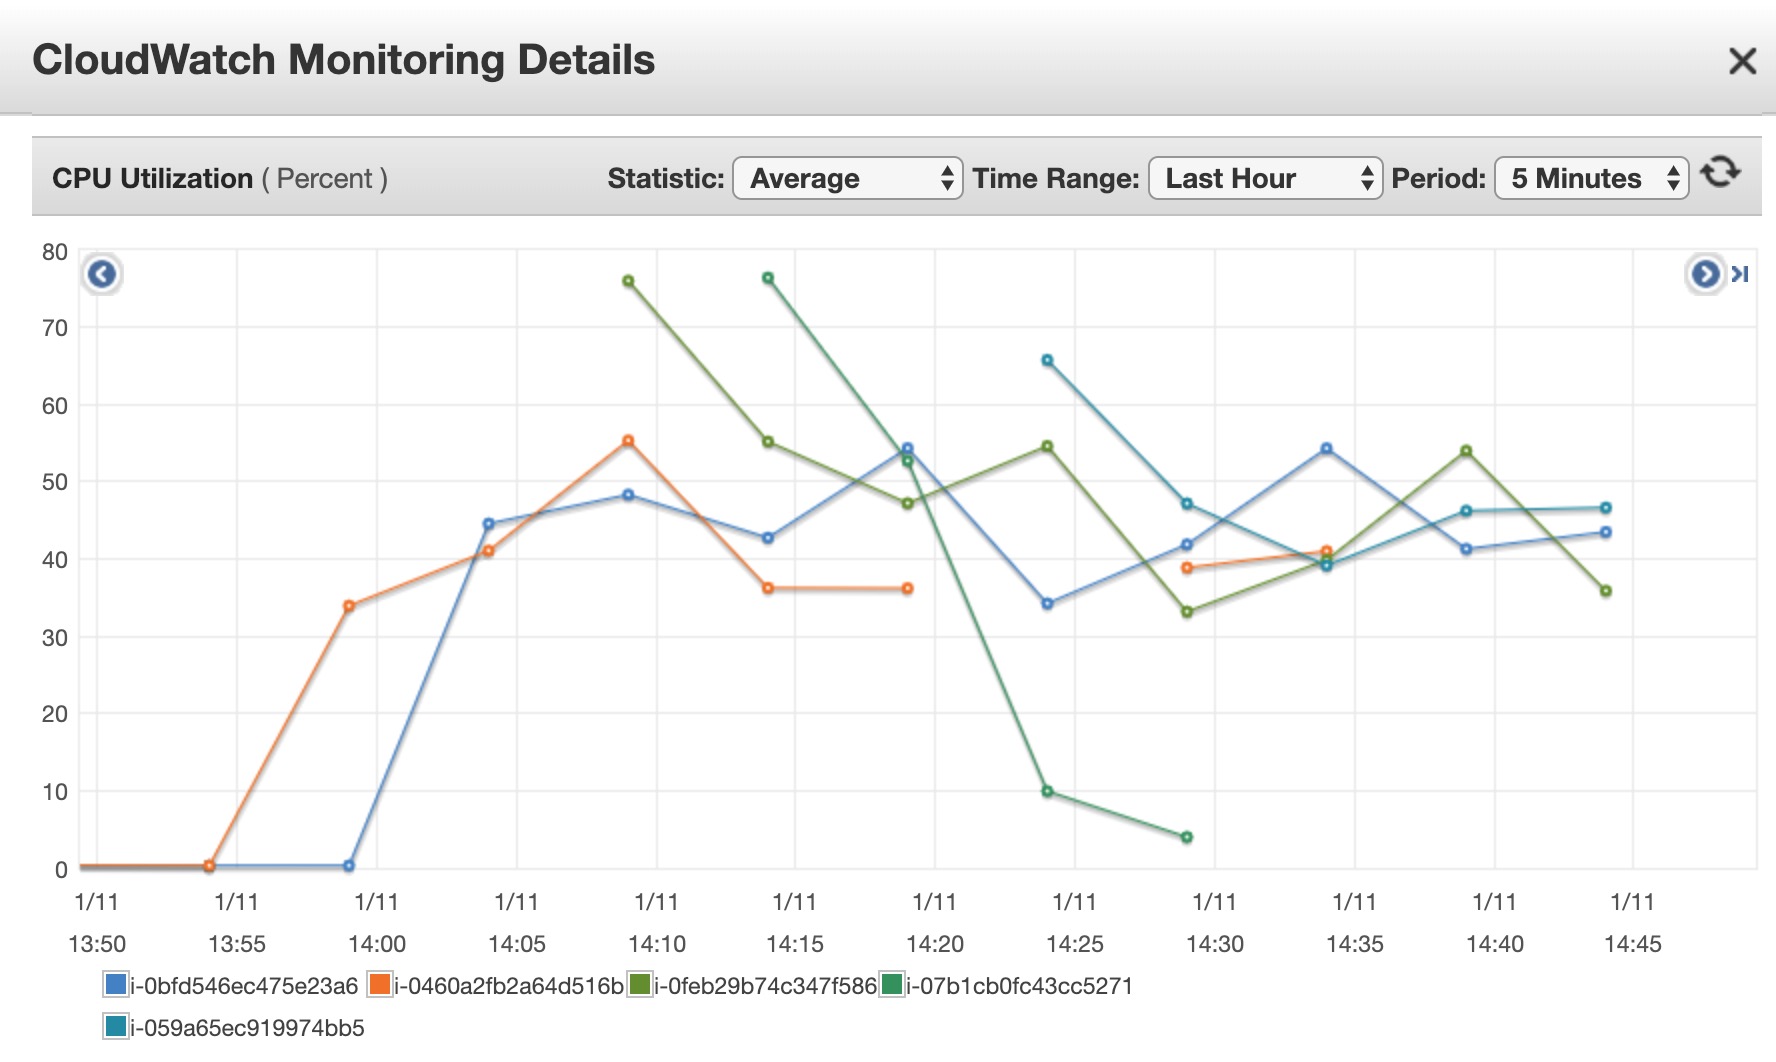 CloudWatch Monitoring Details
CPU Utilization ( Percent ) Statistic: Average Time Range: Last Hour Period: 5 Minutes
80
70
60
50
40
30
20
10
0
1/11 1/11 1/11 1/11 1/11 1/11 1/11 1/11 1/11 1/11 1/11 1/11
13:50 13:55 14:00 14:05 14:10 14:15 14:20 14:25 14:30 14:35 14:40 14:45
i-0bfd546ec475e23a6 i-0460a2fb2a64d516b i-0feb29b74c347f586 i-07b1cb0fc43cc5271
i-059a65ec919974bb5